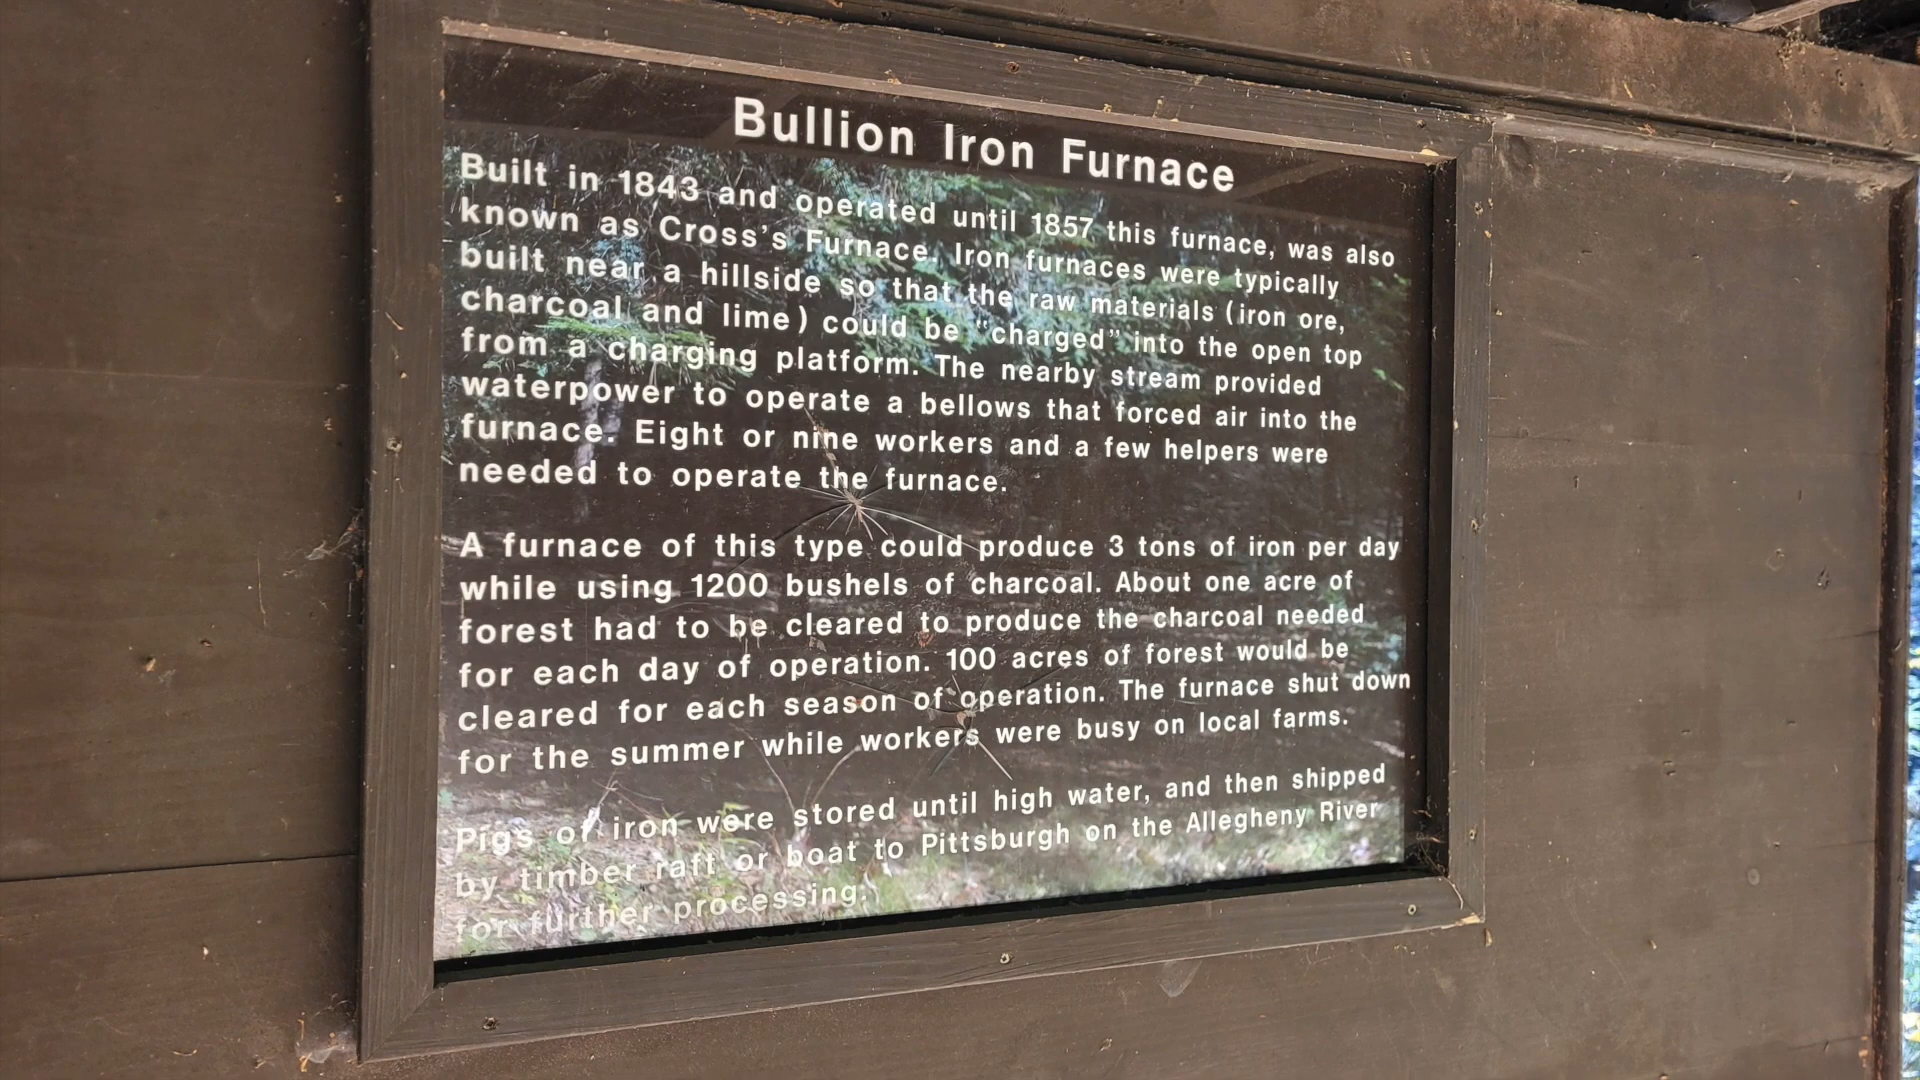 Bullion Iron Furnace
Built in 1843 and operated until 1857 this furnace, was also
known as Cross's Furnace. Iron furnaces were typically
built near a hillside so that the raw materials (iron ore,
charcoal and lime) could be "charged" into the open top
from a charging platform. The nearby stream provided
waterpower to operate a bellows that forced air into the
furnace. Eight or nine workers and a few helpers were
needed to operate the furnace.
A furnace of this type could produce 3 tons of iron per day
while using 1200 bushels of charcoal. About one acre of
forest had to be cleared to produce the charcoal needed
for each day of operation. 100 acres of forest would be
cleared for each season of operation. The furnace shut down
for the summer while workers were busy on local farms.
Pigs of iron were stored until high water, and then shipped
by timber raft or boat to Pittsburgh on the Allegheny River
for further processing.